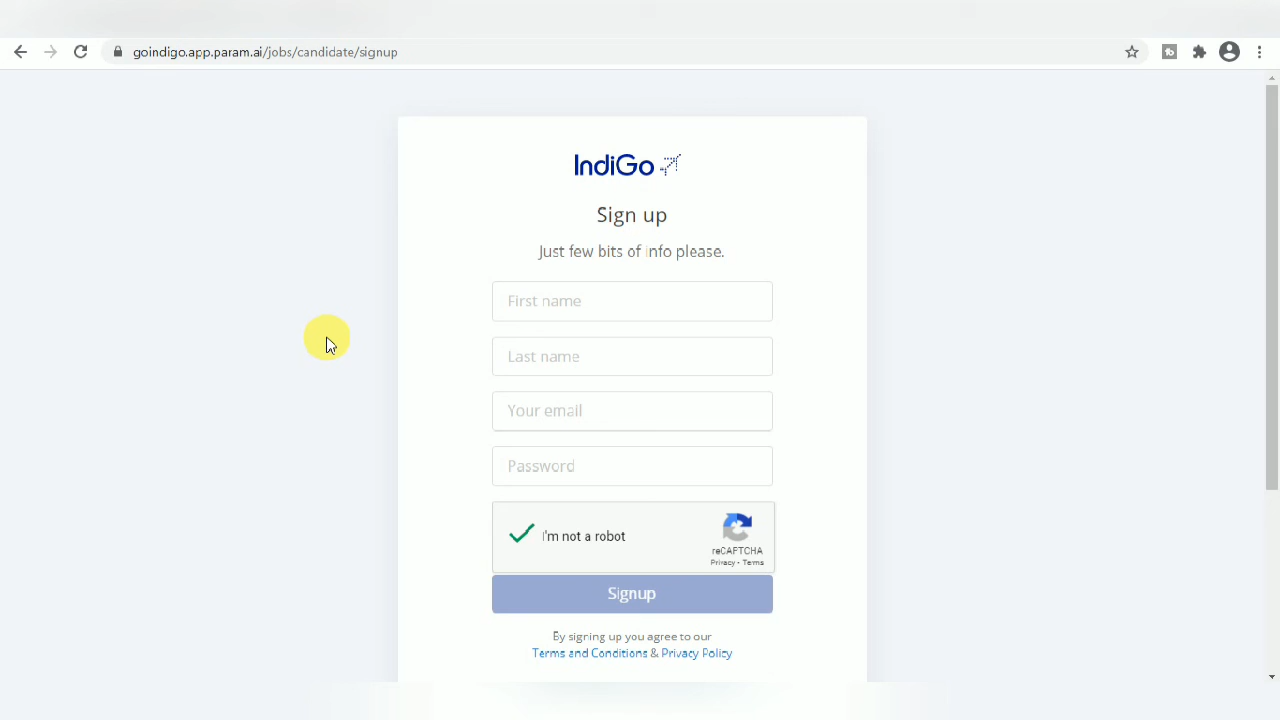 goindigo.app.param.ai/jobs/candidate/signup
IndiGo
Sign up
Just few bits of info please.
First name
Last name
Your email
Password
I'm not a robot
reCAPTCHA
Privacy • Terms
Signup
By signing up you agree to our
Terms and Conditions & Privacy Policy